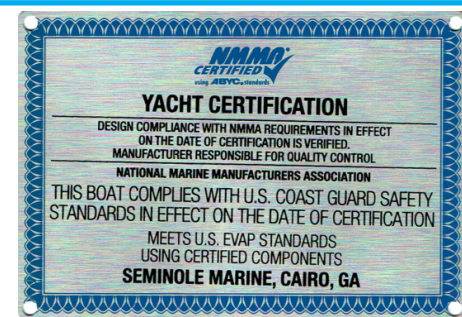 NMMA®
CERTIFIED
using ABYC® standards
YACHT CERTIFICATION
DESIGN COMPLIANCE WITH NMMA REQUIREMENTS IN EFFECT
ON THE DATE OF CERTIFICATION IS VERIFIED.
MANUFACTURER RESPONSIBLE FOR QUALITY CONTROL
NATIONAL MARINE MANUFACTURERS ASSOCIATION
THIS BOAT COMPLIES WITH U.S. COAST GUARD SAFETY
STANDARDS IN EFFECT ON THE DATE OF CERTIFICATION
MEETS U.S. EVAP STANDARDS
USING CERTIFIED COMPONENTS
SEMINOLE MARINE, CAIRO, GA